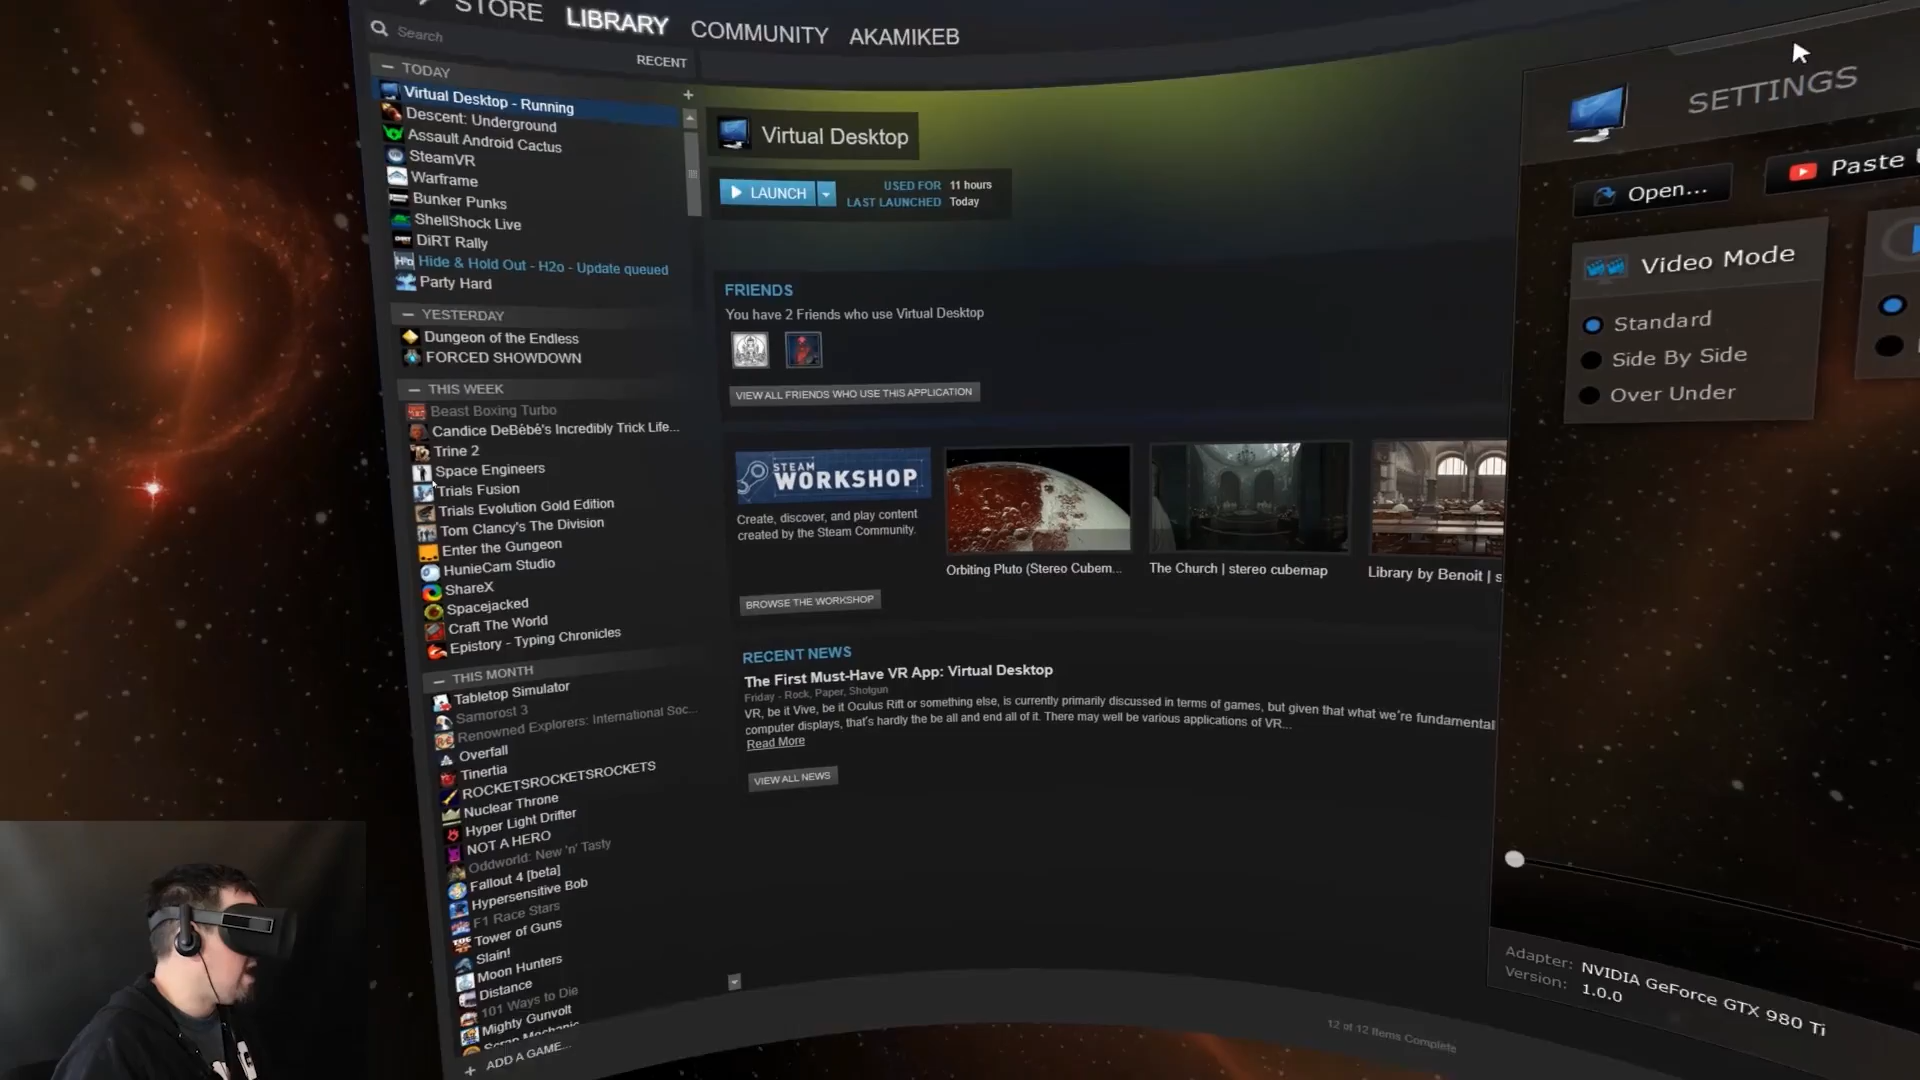 STORE LIBRARY COMMUNITY AKAMIKEB
Search
RECENT
TODAY
Virtual Desktop - Running
Descent: Underground
Assault Android Cactus
SteamVR
Warframe
Bunker Punks
ShellShock Live
DiRT Rally
Hide & Hold Out - H2o - Update queued
Party Hard
YESTERDAY
Dungeon of the Endless
FORCED SHOWDOWN
THIS WEEK
Beast Boxing Turbo
Candice DeBébé's Incredibly Trick Life...
Trine 2
Space Engineers
Trials Fusion
Trials Evolution Gold Edition
Tom Clancy's The Division
Enter the Gungeon
HunieCam Studio
ShareX
Spacejacked
Craft The World
Epistory - Typing Chronicles
THIS MONTH
Tabletop Simulator
Samorost 3
Renowned Explorers: International Soc...
Overfall
Tinertia
ROCKETSROCKETSROCKETS
Nuclear Throne
Hyper Light Drifter
NOT A HERO
Oddworld: New 'n' Tasty
Fallout 4 [beta]
Hypersensitive Bob
F1 Race Stars
Tower of Guns
Slain!
Moon Hunters
Distance
101 Ways to Die
Mighty Gunvolt
Scrap Mechanic
+ ADD A GAME...
Virtual Desktop
LAUNCH
USED FOR 11 hours
LAST LAUNCHED Today
FRIENDS
You have 2 Friends who use Virtual Desktop
VIEW ALL FRIENDS WHO USE THIS APPLICATION
STEAM
WORKSHOP
Create, discover, and play content
created by the Steam Community.
BROWSE THE WORKSHOP
Orbiting Pluto (Stereo Cubem...
The Church | stereo cubemap
Library by Benoit | s
RECENT NEWS
The First Must-Have VR App: Virtual Desktop
Friday - Rock, Paper, Shotgun
VR, be it Vive, be it Oculus Rift or something else, is currently primarily discussed in terms of games, but given that what we're fundamental
computer displays, that's hardly the be all and end all of it. There may well be various applications of VR...
Read More
VIEW ALL NEWS
12 of 12 Items Complete
SETTINGS
Open...
Paste
Video Mode
Standard
Side By Side
Over Under
Adapter: NVIDIA GeForce GTX 980 Ti
Version: 1.0.0